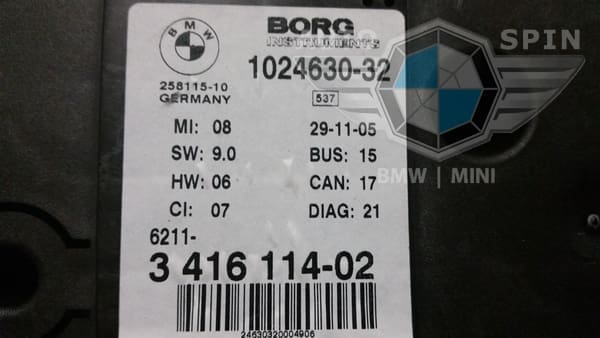 BMW
BORG
INSTRUMENTS
SPIN
1024630-32
258115-10
GERMANY
537
MI: 08
29-11-05
SW: 9.0
BUS: 15
BMW | MINI
HW: 06
CAN: 17
CI: 07
DIAG: 21
6211-
3 416 114-02
24630320004906